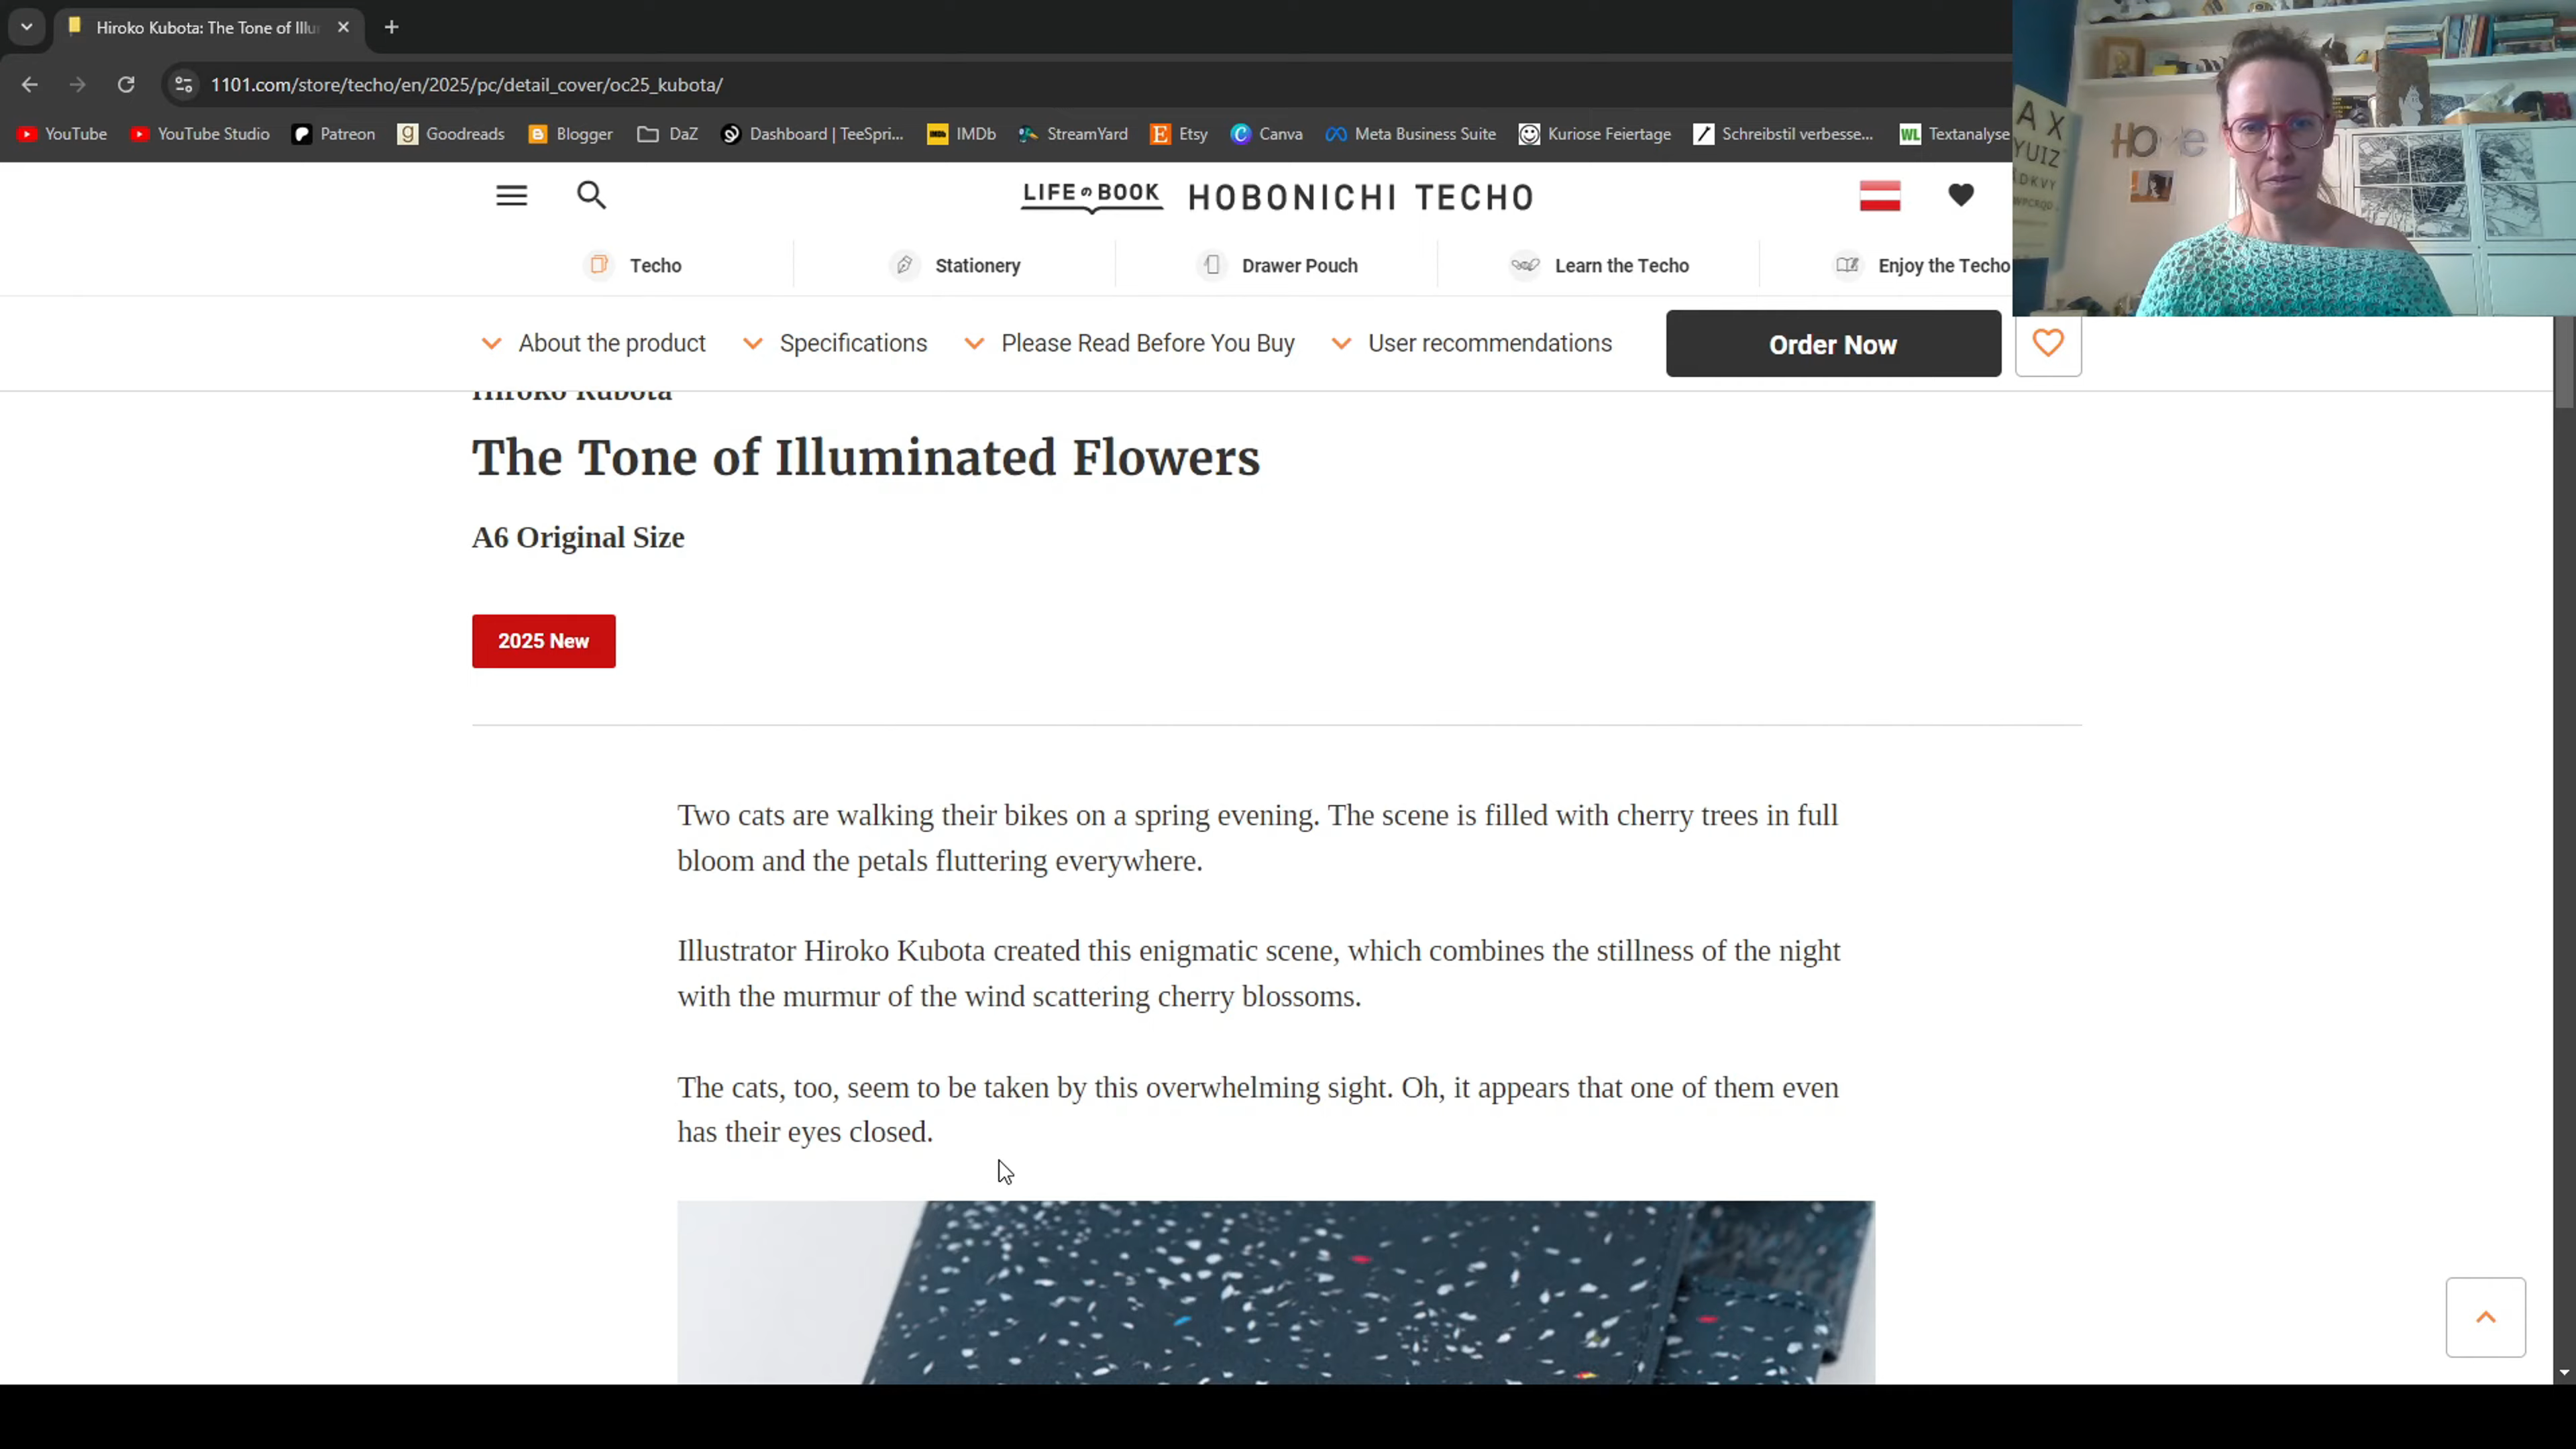 Hiroko Kubota: The Tone of Illu
1101.com/store/techo/en/2025/pc/detail_cover/oc25_kubota/
YouTube YouTube Studio Patreon Goodreads Blogger DaZ Dashboard | TeeSpri... IMDb StreamYard Etsy Canva Meta Business Suite Kuriose Feiertage Schreibstil verbesse... WL Textanalyse
LIFE の BOOK HOBONICHI TECHO
Techo Stationery Drawer Pouch Learn the Techo Enjoy the Techo
About the product Specifications Please Read Before You Buy User recommendations Order Now
Hiroko Kubota
The Tone of Illuminated Flowers
A6 Original Size
2025 New
Two cats are walking their bikes on a spring evening. The scene is filled with cherry trees in full
bloom and the petals fluttering everywhere.
Illustrator Hiroko Kubota created this enigmatic scene, which combines the stillness of the night
with the murmur of the wind scattering cherry blossoms.
The cats, too, seem to be taken by this overwhelming sight. Oh, it appears that one of them even
has their eyes closed.
A X
YUIZ
DKVY
HOME